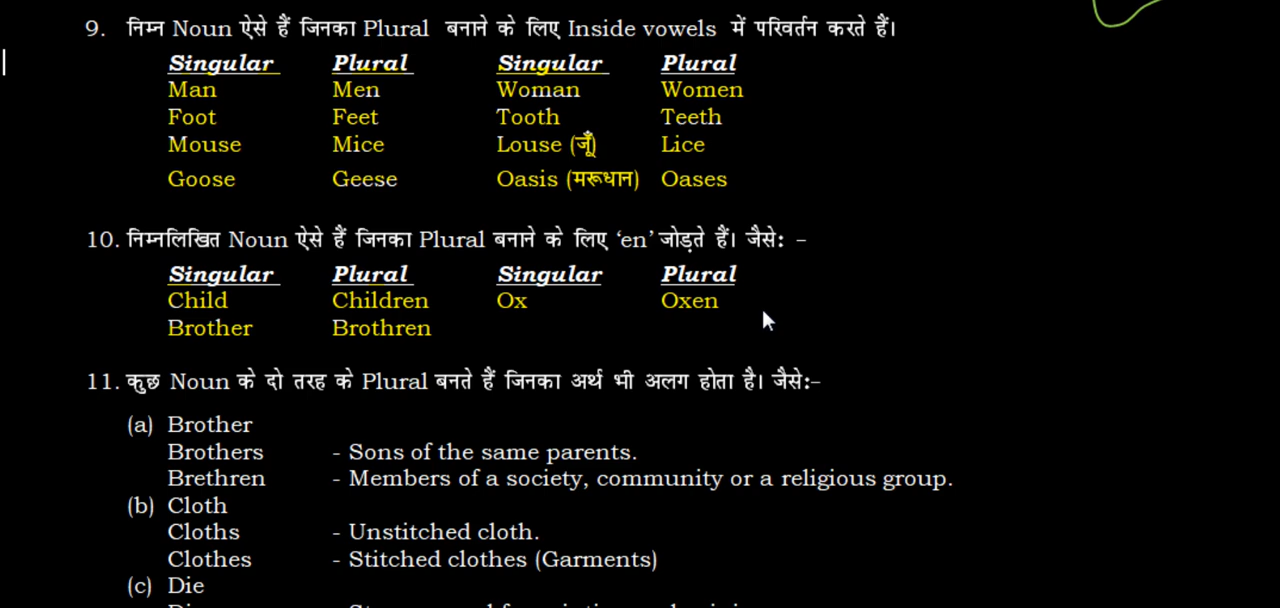 9. निम्न Noun ऐसे हैं जिनका Plural बनाने के लिए Inside vowels में परिवर्तन करते हैं।
Singular Plural Singular Plural
Man Men Woman Women
Foot Feet Tooth Teeth
Mouse Mice Louse (जूँ) Lice
Goose Geese Oasis (मरूधान) Oases
10. निम्नलिखित Noun ऐसे हैं जिनका Plural बनाने के लिए ‘en’ जोड़ते हैं। जैसे: –
Singular Plural Singular Plural
Child Children Ox Oxen
Brother Brothren
11. कुछ Noun के दो तरह के Plural बनते हैं जिनका अर्थ भी अलग होता है। जैसे:–
(a) Brother
Brothers - Sons of the same parents.
Brethren - Members of a society, community or a religious group.
(b) Cloth
Cloths - Unstitched cloth.
Clothes - Stitched clothes (Garments)
(c) Die